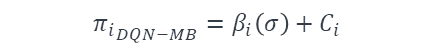 π_{i_{DQN−MB}} = β_i(σ) + C_i